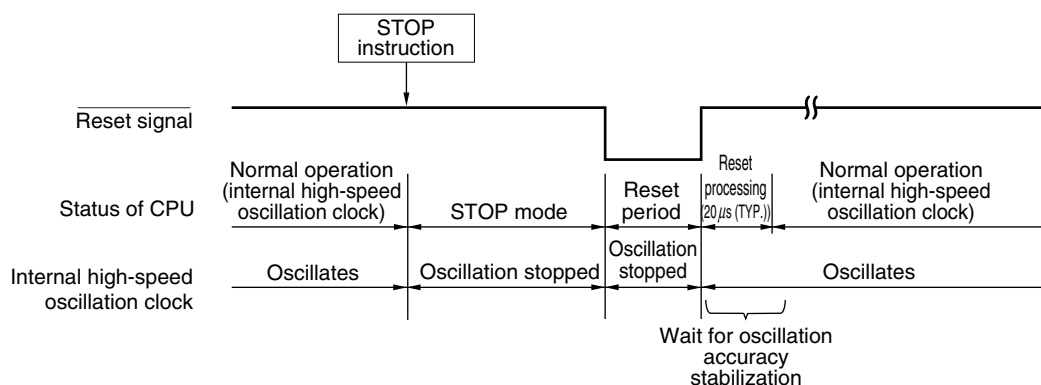 STOP
instruction
Reset signal
Status of CPU
Normal operation
(internal high-speed
oscillation clock)
STOP mode
Reset
period
Reset
processing
(20 μs (TYP.))
Normal operation
(internal high-speed
oscillation clock)
Internal high-speed
oscillation clock
Oscillates
Oscillation stopped
Oscillation
stopped
Oscillates
Wait for oscillation
accuracy
stabilization